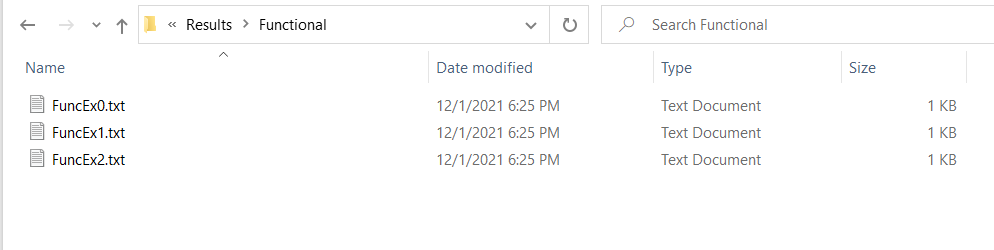 « Results > Functional Search Functional
Name Date modified Type Size
FuncEx0.txt 12/1/2021 6:25 PM Text Document 1 KB
FuncEx1.txt 12/1/2021 6:25 PM Text Document 1 KB
FuncEx2.txt 12/1/2021 6:25 PM Text Document 1 KB